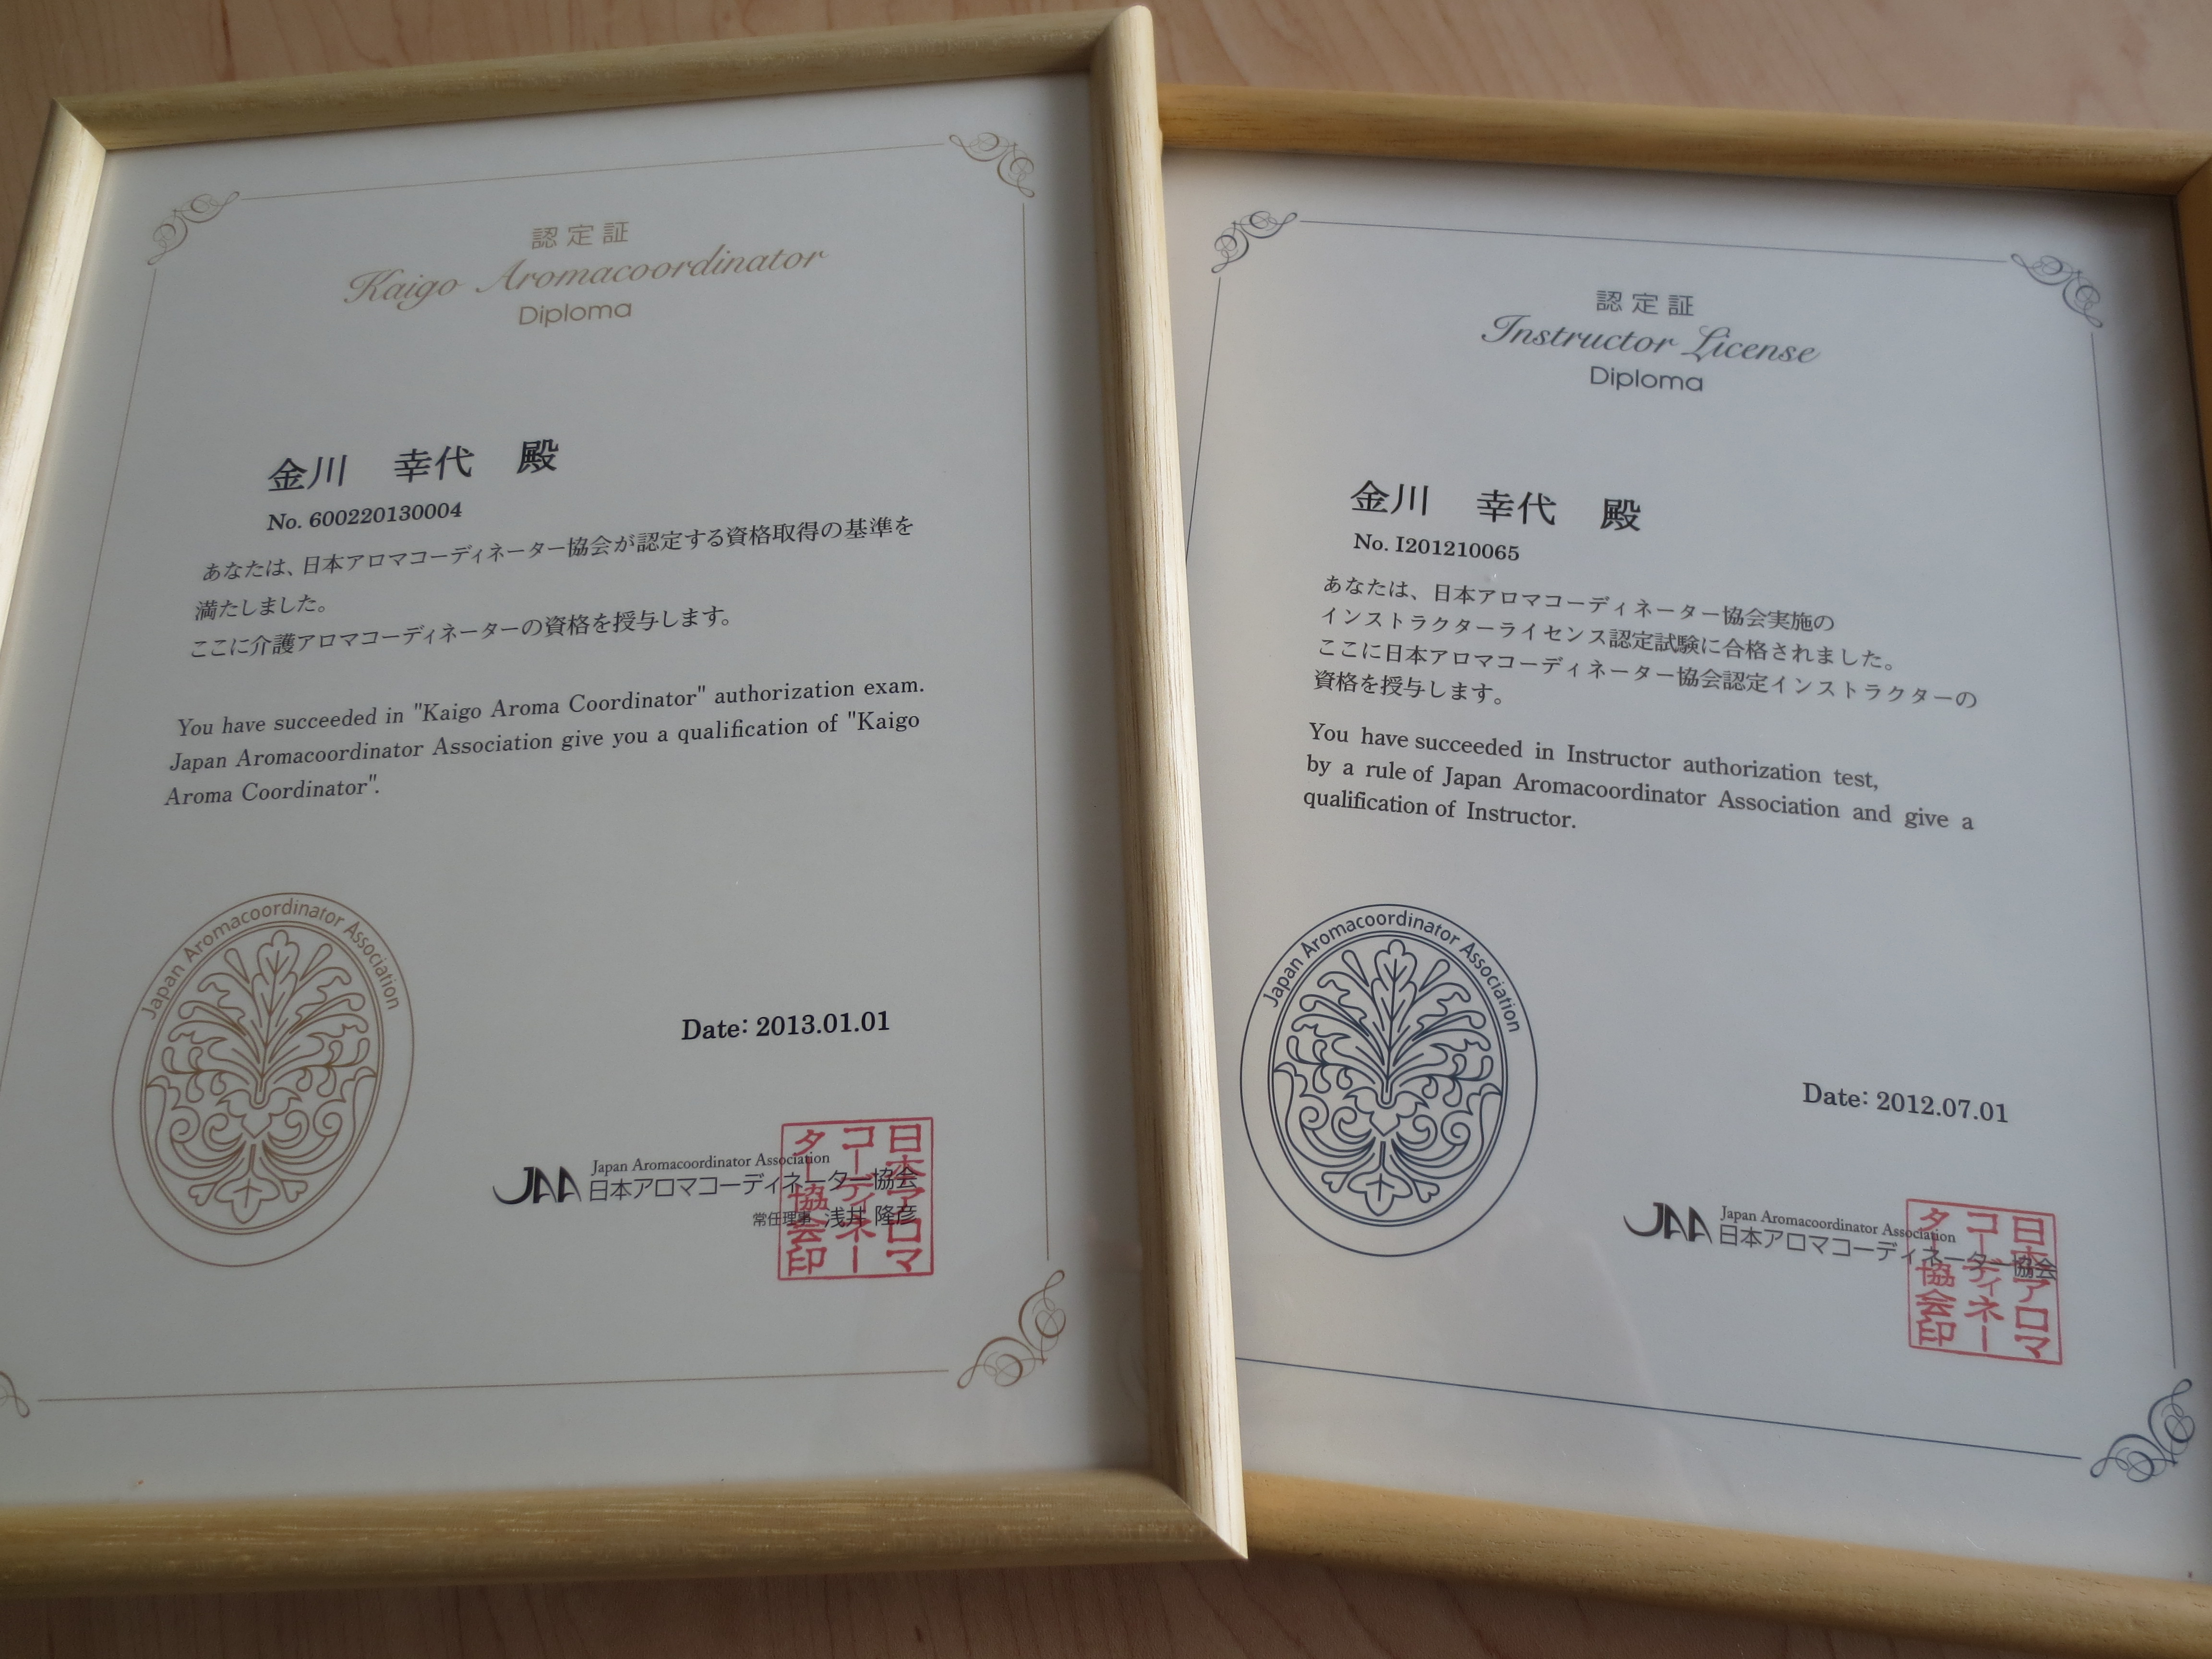 認定証
Kaigo Aromacoordinator
Diploma
金川 幸代 殿
No. 600220130004
あなたは、日本アロマコーディネーター協会が認定する資格取得の基準を
満たしました。
ここに介護アロマコーディネーターの資格を授与します。
You have succeeded in "Kaigo Aroma Coordinator" authorization exam.
Japan Aromacoordinator Association give you a qualification of "Kaigo
Aroma Coordinator".
Japan Aromacoordinator Association
Date: 2013.01.01
JAA
Japan Aromacoordinator Association
日本アロマコーディネーター協会
常任理事 浅井 隆彦
日本アロマ
コーディネー
ター協会印
認定証
Instructor License
Diploma
金川 幸代 殿
No. I201210065
あなたは、日本アロマコーディネーター協会実施の
インストラクターライセンス認定試験に合格されました。
ここに日本アロマコーディネーター協会認定インストラクターの
資格を授与します。
You have succeeded in Instructor authorization test,
by a rule of Japan Aromacoordinator Association and give a
qualification of Instructor.
Japan Aromacoordinator Association
Date: 2012.07.01
JAA
Japan Aromacoordinator Association
日本アロマコーディネーター協会
日本アロマ
コーディネー
ター協会印